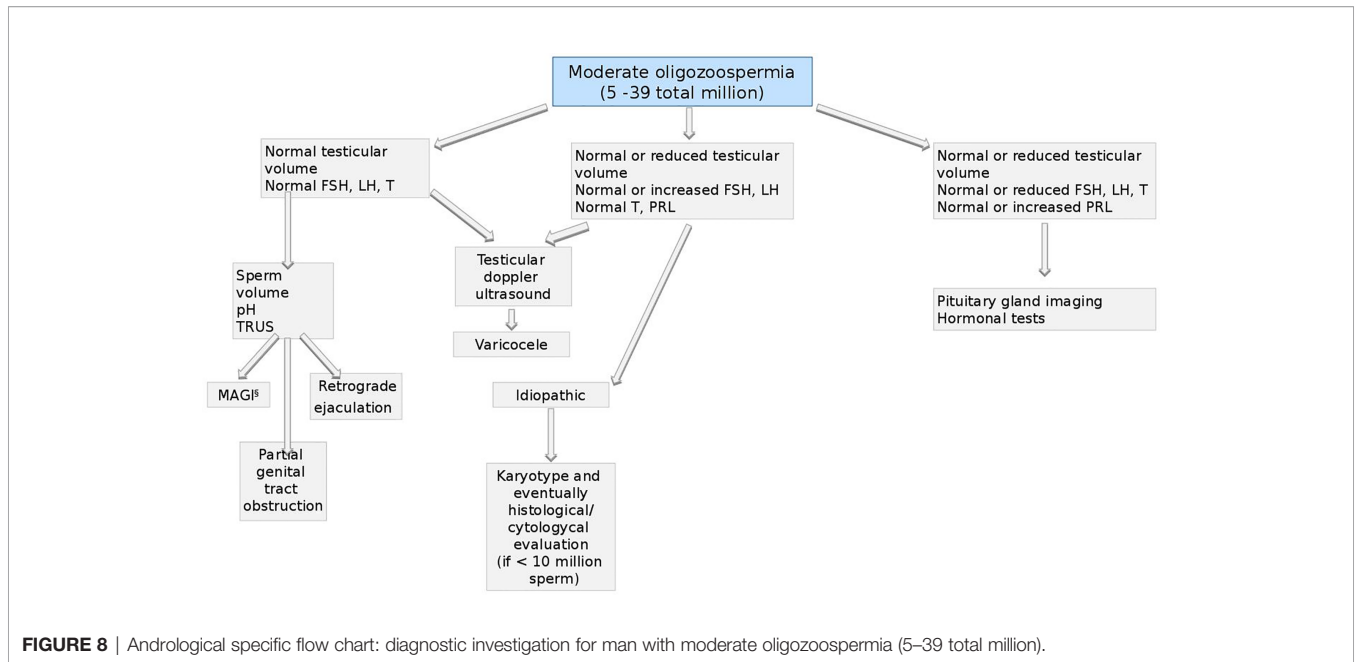 Moderate oligozoospermia
(5 -39 total million)
Normal testicular
volume
Normal FSH, LH, T
Normal or reduced testicular
volume
Normal or increased FSH, LH
Normal T, PRL
Normal or reduced testicular
volume
Normal or reduced FSH, LH, T
Normal or increased PRL
Sperm
volume
pH
TRUS
Testicular
doppler
ultrasound
Pituitary gland imaging
Hormonal tests
Varicocele
MAGI§
Retrograde
ejaculation
Idiopathic
Partial
genital
tract
obstruction
Karyotype and
eventually
histological/
cytologycal
evaluation
(if < 10 million
sperm)
FIGURE 8 | Andrological specific flow chart: diagnostic investigation for man with moderate oligozoospermia (5–39 total million).